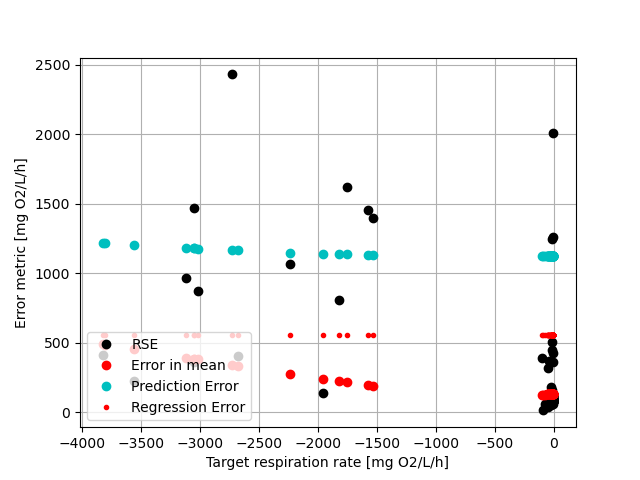 2500
2000
1500
1000
500
0
Error metric [mg O2/L/h]
RSE
Error in mean
Prediction Error
Regression Error
−4000 −3500 −3000 −2500 −2000 −1500 −1000 −500 0
Target respiration rate [mg O2/L/h]